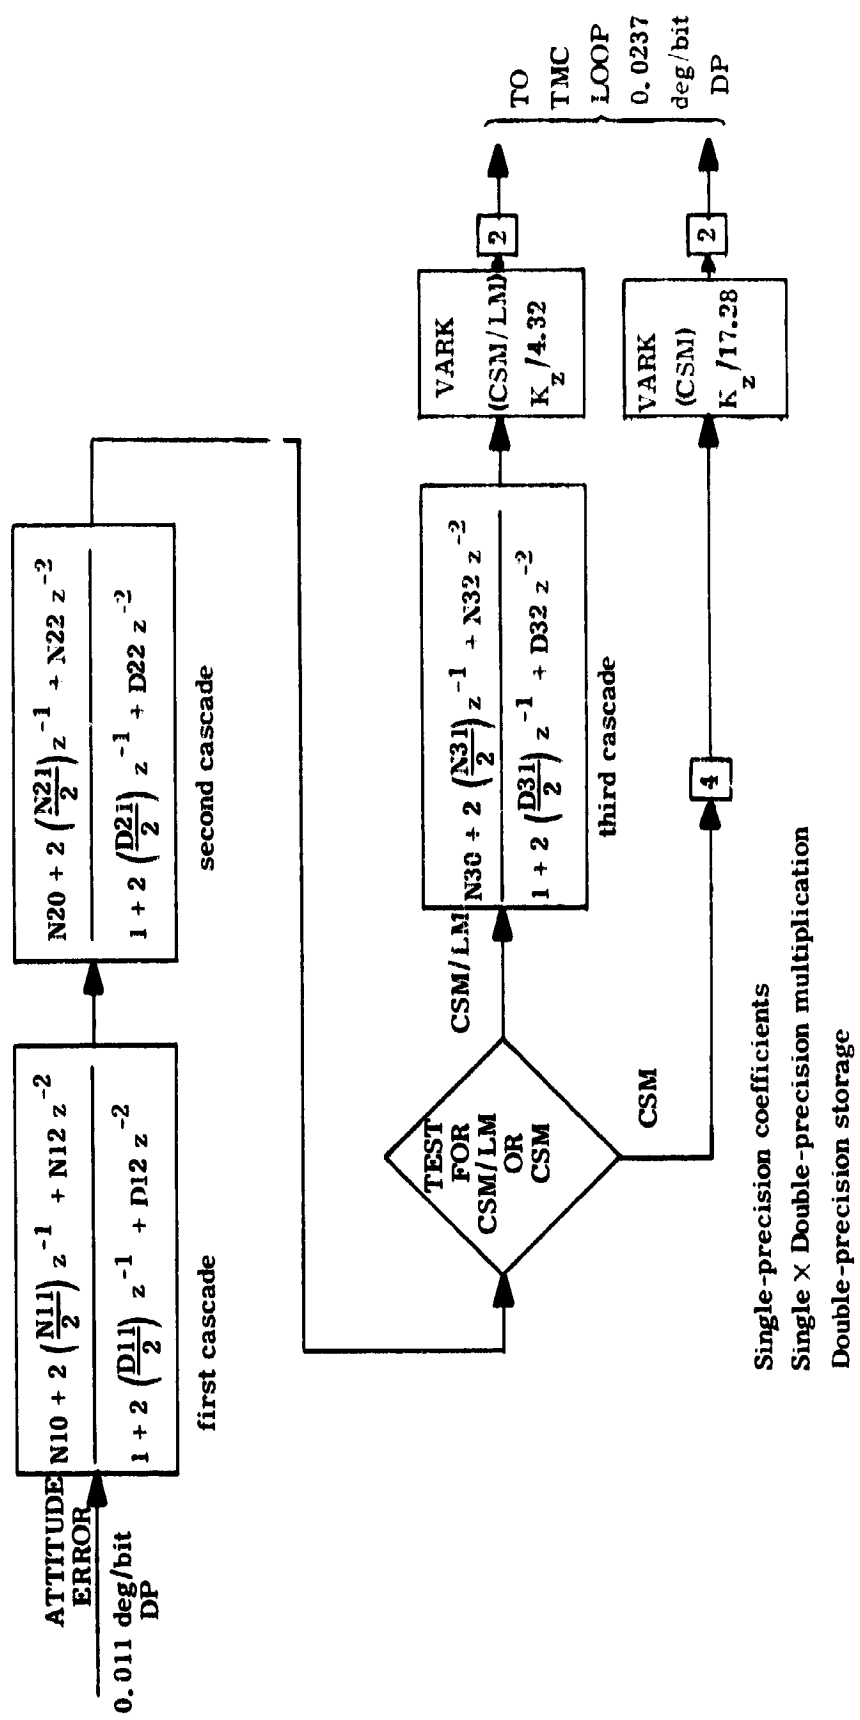 ATTITUDE
ERROR
0.011 deg/bit
DP
N10 + 2 (N11/2) z^-1 + N12 z^-2
1 + 2 (D11/2) z^-1 + D12 z^-2
first cascade
N20 + 2 (N21/2) z^-1 + N22 z^-2
1 + 2 (D21/2) z^-1 + D22 z^-2
second cascade
TEST
FOR
CSM/LM
OR
CSM
CSM/LM
N30 + 2 (N31/2) z^-1 + N32 z^-2
1 + 2 (D31/2) z^-1 + D32 z^-2
third cascade
VARK
(CSM/LM)
K_z/4.32
2
CSM
4
VARK
(CSM)
K_z/17.28
2
TO
TMC
LOOP
0.0237
deg/bit
DP
Single-precision coefficients
Single × Double-precision multiplication
Double-precision storage